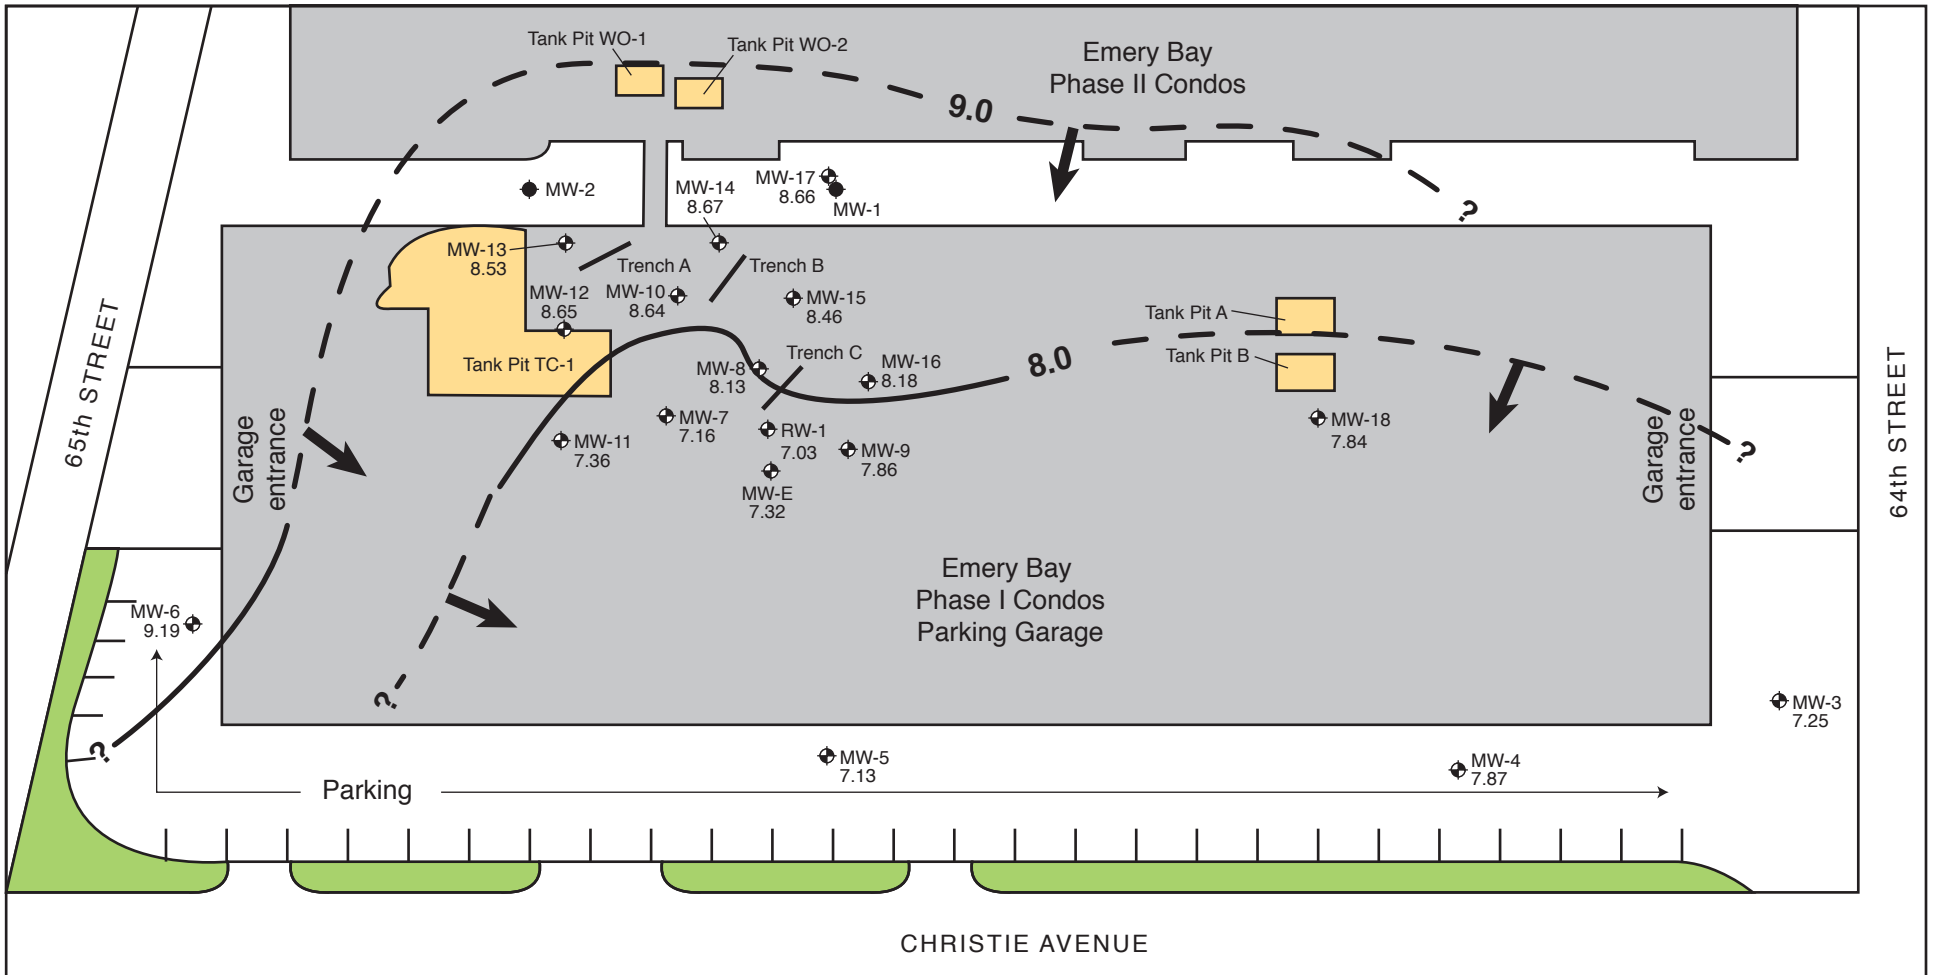 Tank Pit WO-1
Tank Pit WO-2
Emery Bay
Phase II Condos
9.0
MW-2
MW-14
8.67
MW-17
8.66
MW-1
?
MW-13
8.53
Trench A
Trench B
MW-12
8.65
MW-10
8.64
MW-15
8.46
Tank Pit A
Tank Pit B
Tank Pit TC-1
MW-8
8.13
Trench C
MW-16
8.18
8.0
65th STREET
64th STREET
Garage
entrance
MW-11
7.36
MW-7
7.16
RW-1
7.03
MW-9
7.86
MW-E
7.32
MW-18
7.84
Garage
entrance
?
Emery Bay
Phase I Condos
Parking Garage
MW-6
9.19
?
?
MW-3
7.25
MW-5
7.13
MW-4
7.87
Parking
CHRISTIE AVENUE